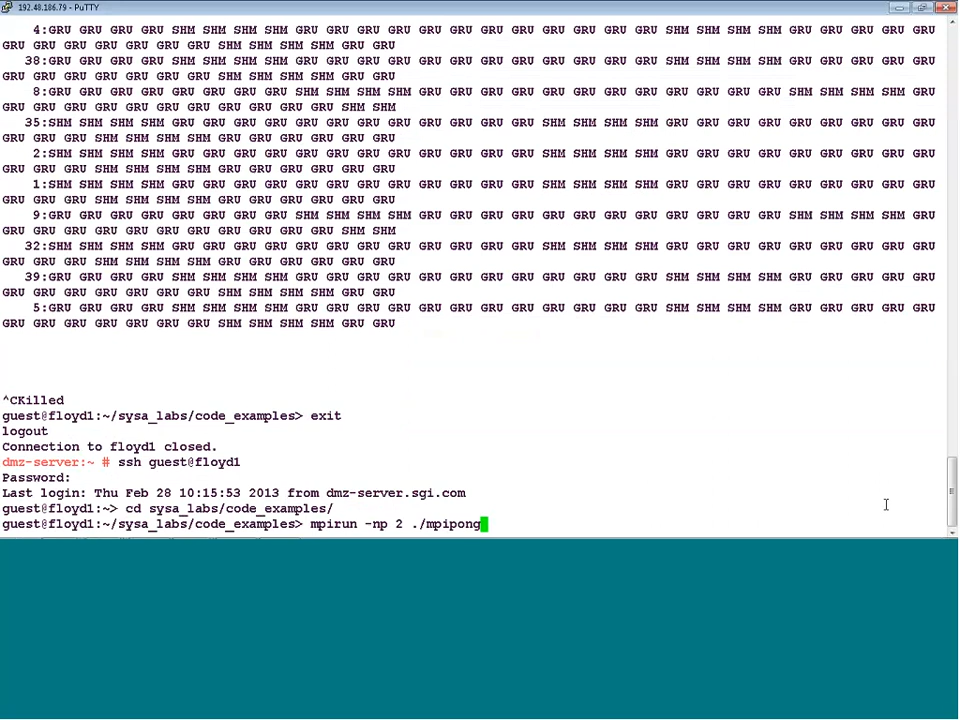 192.48.186.79 - PuTTY
4:GRU GRU GRU GRU SHM SHM SHM SHM GRU GRU GRU GRU GRU GRU GRU GRU GRU GRU GRU GRU SHM SHM SHM SHM GRU GRU GRU GRU GRU
GRU GRU GRU GRU GRU GRU GRU SHM SHM SHM SHM GRU GRU
38:GRU GRU GRU GRU SHM SHM SHM SHM GRU GRU GRU GRU GRU GRU GRU GRU GRU GRU GRU GRU SHM SHM SHM SHM GRU GRU GRU GRU GRU
GRU GRU GRU GRU GRU GRU GRU SHM SHM SHM SHM GRU GRU
8:GRU GRU GRU GRU GRU GRU GRU GRU SHM SHM SHM SHM GRU GRU GRU GRU GRU GRU GRU GRU GRU GRU GRU GRU SHM SHM SHM SHM GRU
GRU GRU GRU GRU GRU GRU GRU GRU GRU GRU GRU SHM SHM
35:SHM SHM SHM SHM GRU GRU GRU GRU GRU GRU GRU GRU GRU GRU GRU GRU SHM SHM SHM SHM GRU GRU GRU GRU GRU GRU GRU GRU GRU
GRU GRU GRU SHM SHM SHM SHM GRU GRU GRU GRU GRU GRU
2:SHM SHM SHM SHM GRU GRU GRU GRU GRU GRU GRU GRU GRU GRU GRU GRU SHM SHM SHM SHM GRU GRU GRU GRU GRU GRU GRU GRU GRU
GRU GRU GRU SHM SHM SHM SHM GRU GRU GRU GRU GRU GRU
1:SHM SHM SHM SHM GRU GRU GRU GRU GRU GRU GRU GRU GRU GRU GRU GRU SHM SHM SHM SHM GRU GRU GRU GRU GRU GRU GRU GRU GRU
GRU GRU GRU SHM SHM SHM SHM GRU GRU GRU GRU GRU GRU
9:GRU GRU GRU GRU GRU GRU GRU GRU SHM SHM SHM SHM GRU GRU GRU GRU GRU GRU GRU GRU GRU GRU GRU GRU SHM SHM SHM SHM GRU
GRU GRU GRU GRU GRU GRU GRU GRU GRU GRU GRU SHM SHM
32:SHM SHM SHM SHM GRU GRU GRU GRU GRU GRU GRU GRU GRU GRU GRU GRU SHM SHM SHM SHM GRU GRU GRU GRU GRU GRU GRU GRU GRU
GRU GRU GRU SHM SHM SHM SHM GRU GRU GRU GRU GRU GRU
39:GRU GRU GRU GRU SHM SHM SHM SHM GRU GRU GRU GRU GRU GRU GRU GRU GRU GRU GRU GRU SHM SHM SHM SHM GRU GRU GRU GRU GRU
GRU GRU GRU GRU GRU GRU GRU SHM SHM SHM SHM GRU GRU
5:GRU GRU GRU GRU SHM SHM SHM SHM GRU GRU GRU GRU GRU GRU GRU GRU GRU GRU GRU GRU SHM SHM SHM SHM GRU GRU GRU GRU GRU
GRU GRU GRU GRU GRU GRU GRU SHM SHM SHM SHM GRU GRU
^CKilled
guest@floyd1:~/sysa_labs/code_examples> exit
logout
Connection to floyd1 closed.
dmz-server:~ # ssh guest@floyd1
Password:
Last login: Thu Feb 28 10:15:53 2013 from dmz-server.sgi.com
guest@floyd1:~> cd sysa_labs/code_examples/
guest@floyd1:~/sysa_labs/code_examples> mpirun -np 2 ./mpipong